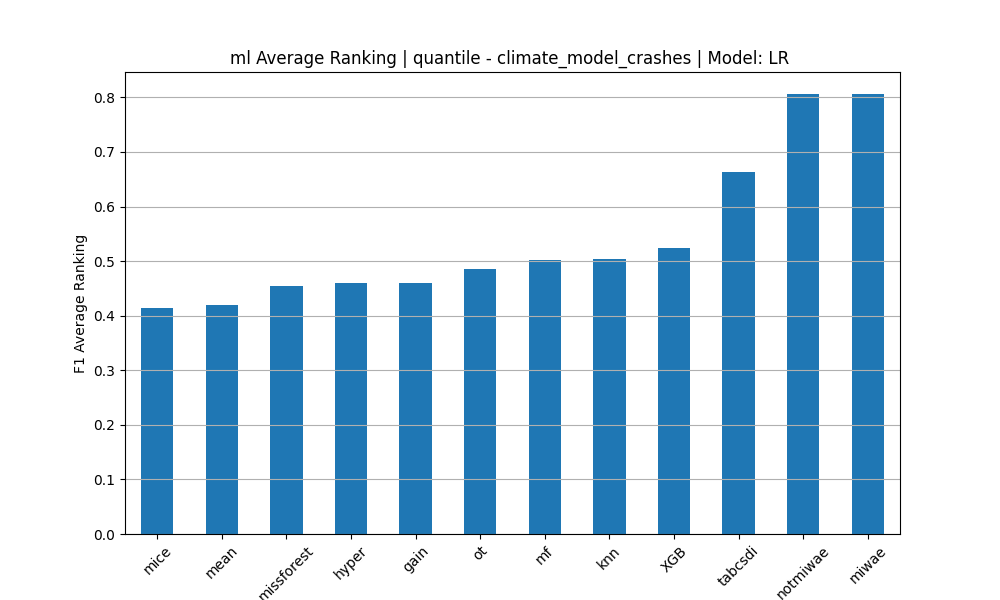 ml Average Ranking | quantile - climate_model_crashes | Model: LR
F1 Average Ranking
0.8
0.7
0.6
0.5
0.4
0.3
0.2
0.1
0.0
mice
mean
missforest
hyper
gain
ot
mf
knn
XGB
tabcsdi
notmiwae
miwae